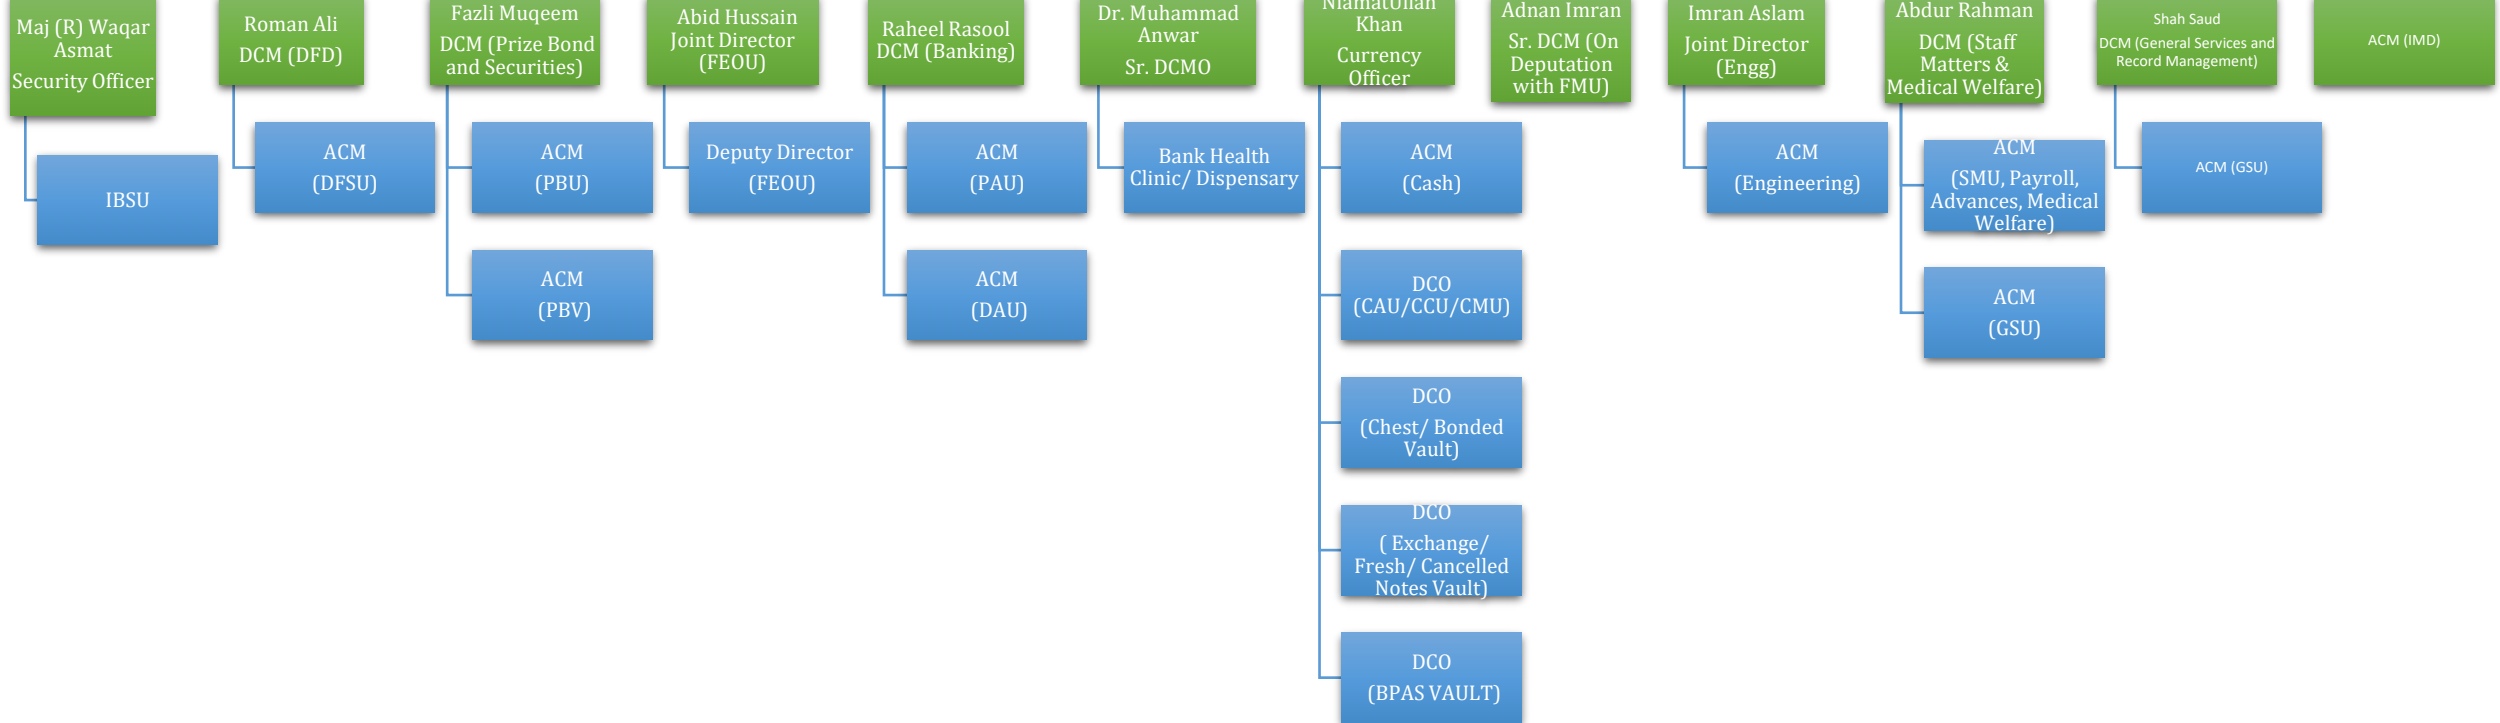 Maj (R) Waqar
Asmat
Security Officer
IBSU
Roman Ali
DCM (DFD)
ACM
(DFSU)
Fazli Muqeem
DCM (Prize Bond
and Securities)
ACM
(PBU)
ACM
(PBV)
Abid Hussain
Joint Director
(FEOU)
Deputy Director
(FEOU)
Raheel Rasool
DCM (Banking)
ACM
(PAU)
ACM
(DAU)
Dr. Muhammad
Anwar
Sr. DCMO
Bank Health
Clinic/ Dispensary
NiamatUllah
Khan
Currency
Officer
ACM
(Cash)
DCO
(CAU/CCU/CMU)
DCO
(Chest/ Bonded
Vault)
DCO
( Exchange/
Fresh/ Cancelled
Notes Vault)
DCO
(BPAS VAULT)
Adnan Imran
Sr. DCM (On
Deputation
with FMU)
Imran Aslam
Joint Director
(Engg)
ACM
(Engineering)
Abdur Rahman
DCM (Staff
Matters &
Medical Welfare)
ACM
(SMU, Payroll,
Advances, Medical
Welfare)
ACM
(GSU)
Shah Saud
DCM (General Services and
Record Management)
ACM (GSU)
ACM (IMD)